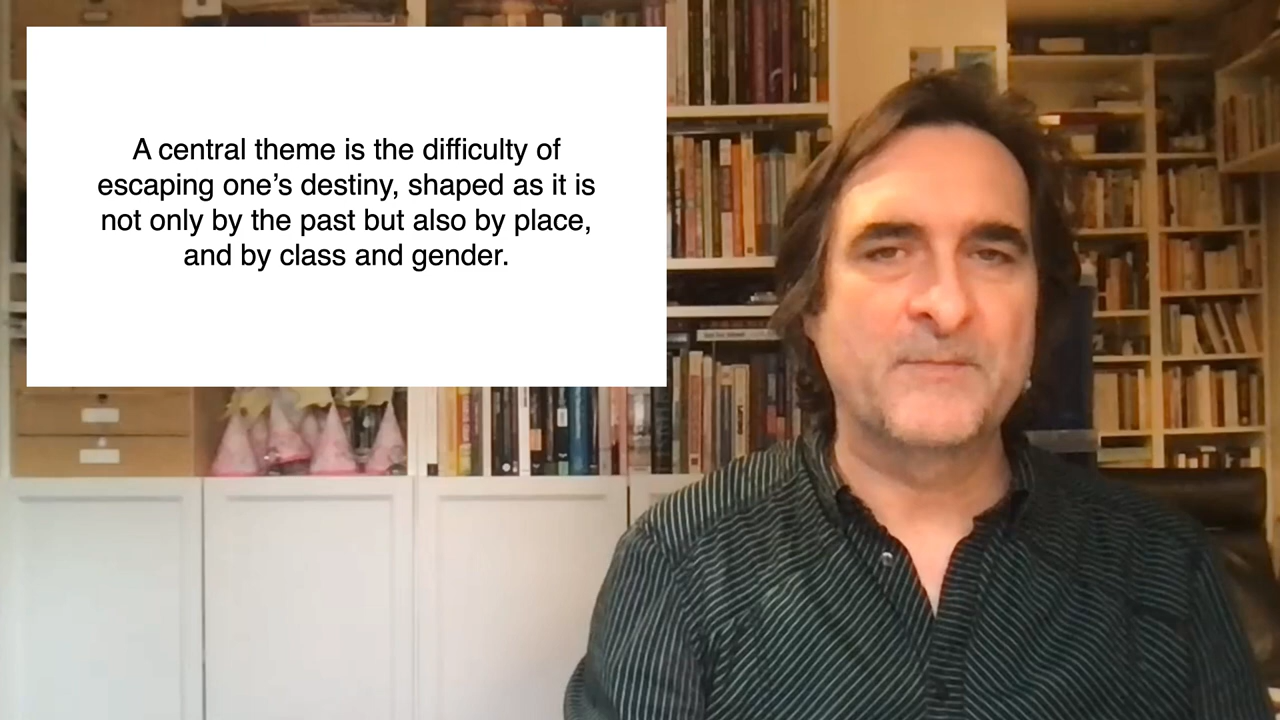 A central theme is the difficulty of
escaping one’s destiny, shaped as it is
not only by the past but also by place,
and by class and gender.